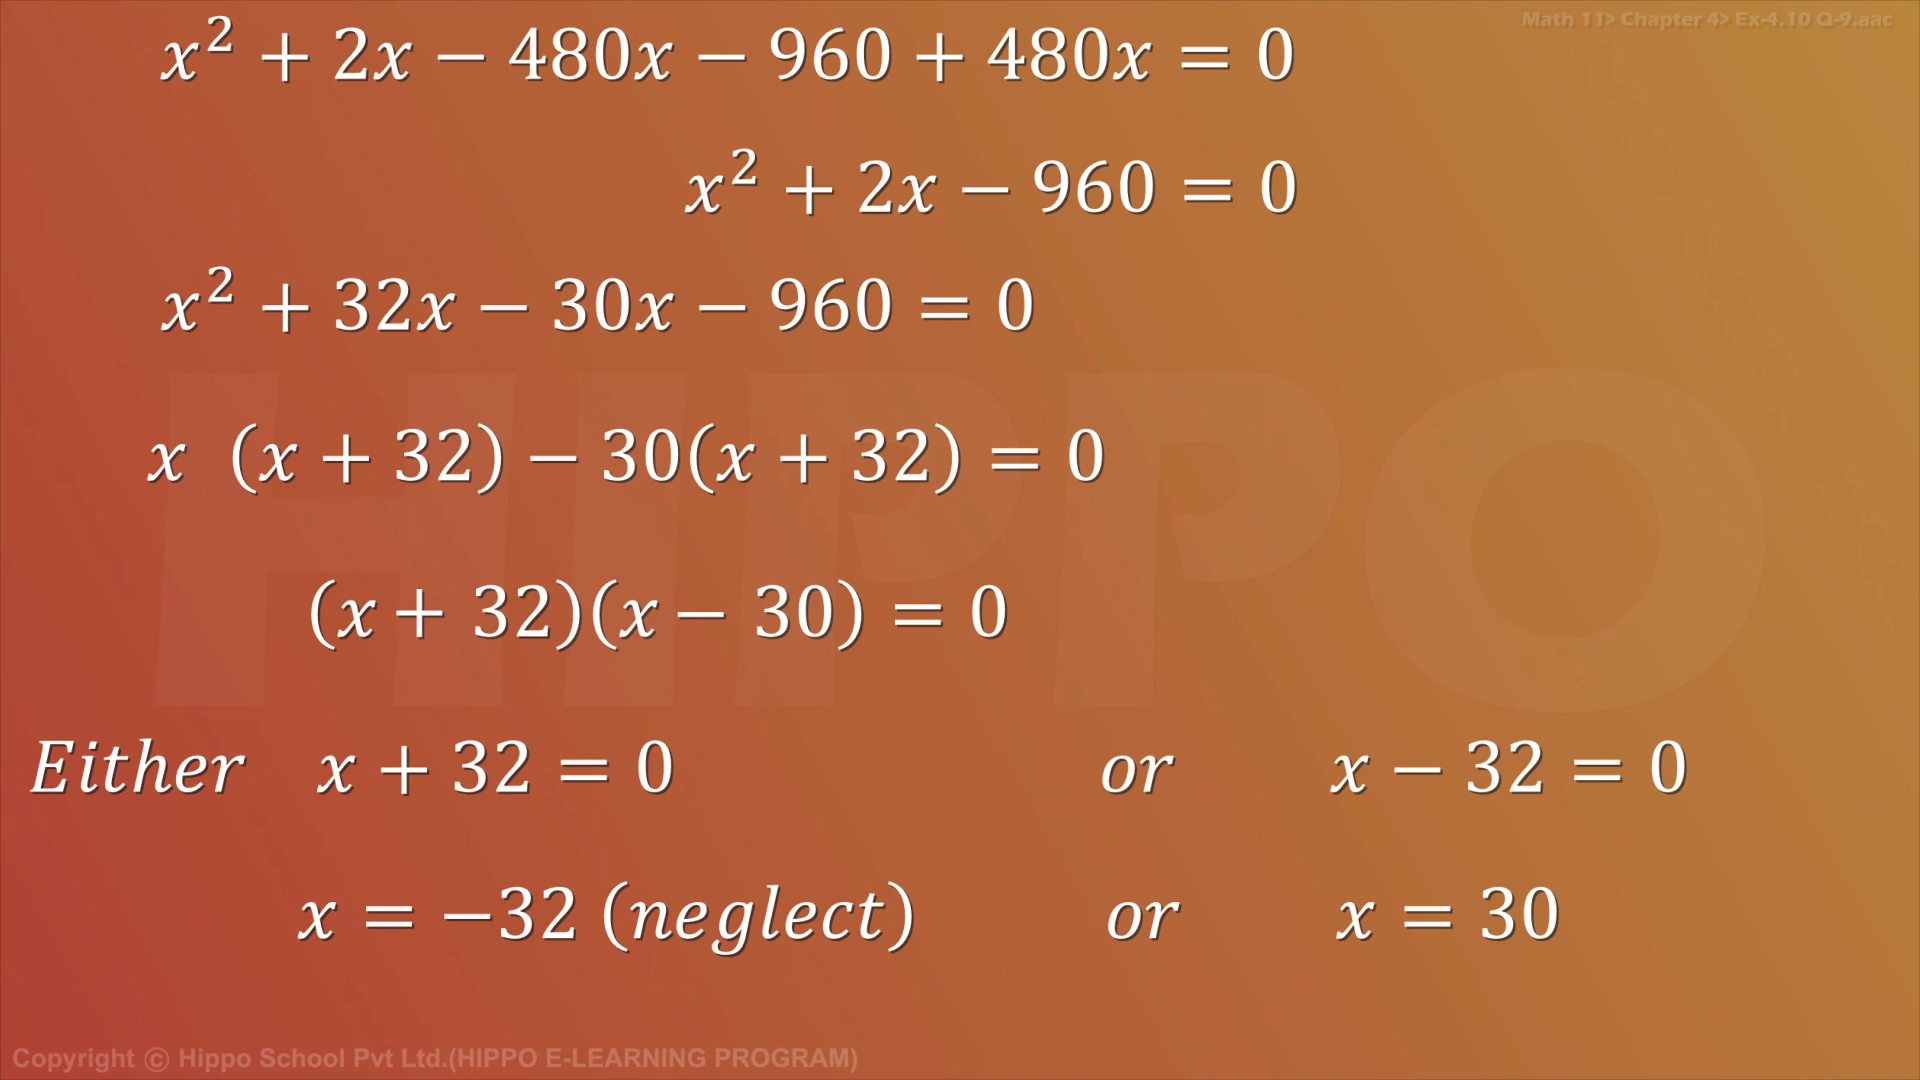 Math 11> Chapter 4> Ex-4.10 Q-9.aac
x² + 2x − 480x − 960 + 480x = 0
x² + 2x − 960 = 0
x² + 32x − 30x − 960 = 0
x (x + 32) − 30(x + 32) = 0
(x + 32)(x − 30) = 0
Either x + 32 = 0 or x − 32 = 0
x = −32 (neglect) or x = 30
HIPPO
Copyright © Hippo School Pvt Ltd.(HIPPO E-LEARNING PROGRAM)